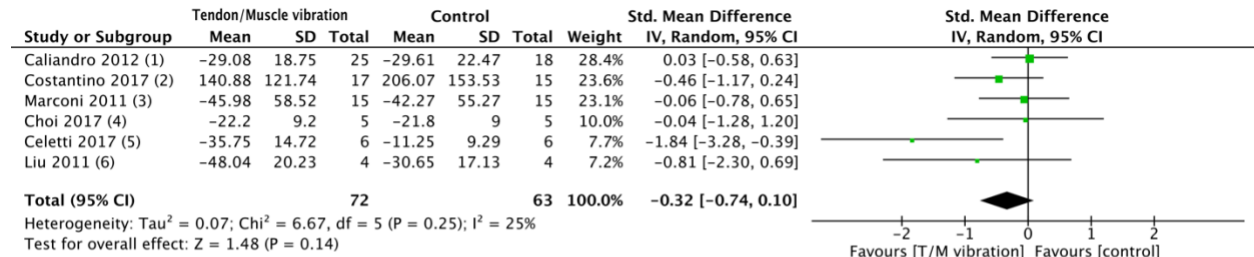 Tendon/Muscle vibration Control Std. Mean Difference Std. Mean Difference
Study or Subgroup Mean SD Total Mean SD Total Weight IV, Random, 95% CI IV, Random, 95% CI
Caliandro 2012 (1) −29.08 18.75 25 −29.61 22.47 18 28.4% 0.03 [−0.58, 0.63]
Costantino 2017 (2) 140.88 121.74 17 206.07 153.53 15 23.6% −0.46 [−1.17, 0.24]
Marconi 2011 (3) −45.98 58.52 15 −42.27 55.27 15 23.1% −0.06 [−0.78, 0.65]
Choi 2017 (4) −22.2 9.2 5 −21.8 9 5 10.0% −0.04 [−1.28, 1.20]
Celetti 2017 (5) −35.75 14.72 6 −11.25 9.29 6 7.7% −1.84 [−3.28, −0.39]
Liu 2011 (6) −48.04 20.23 4 −30.65 17.13 4 7.2% −0.81 [−2.30, 0.69]
Total (95% CI) 72 63 100.0% −0.32 [−0.74, 0.10]
Heterogeneity: Tau² = 0.07; Chi² = 6.67, df = 5 (P = 0.25); I² = 25%
Test for overall effect: Z = 1.48 (P = 0.14)
−2 −1 0 1 2
Favours [T/M vibration] Favours [control]